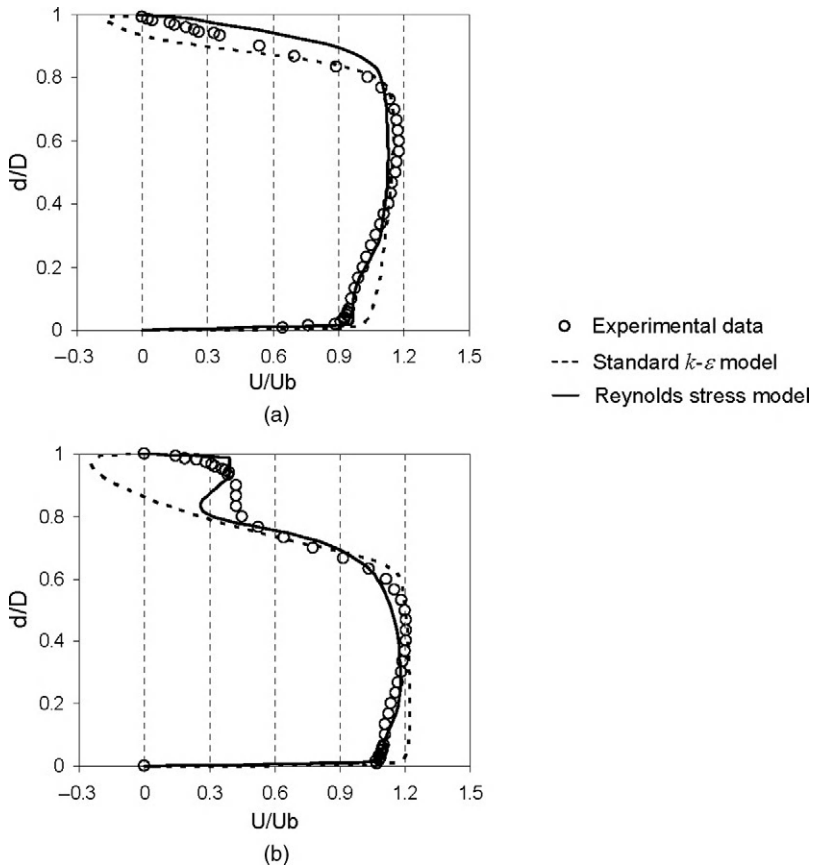 1
0.8
0.6
d/D
0.4
0.2
0
−0.3 0 0.3 0.6 0.9 1.2 1.5
U/Ub
(a)
Experimental data
Standard k-ε model
Reynolds stress model
1
0.8
0.6
d/D
0.4
0.2
0
−0.3 0 0.3 0.6 0.9 1.2 1.5
U/Ub
(b)